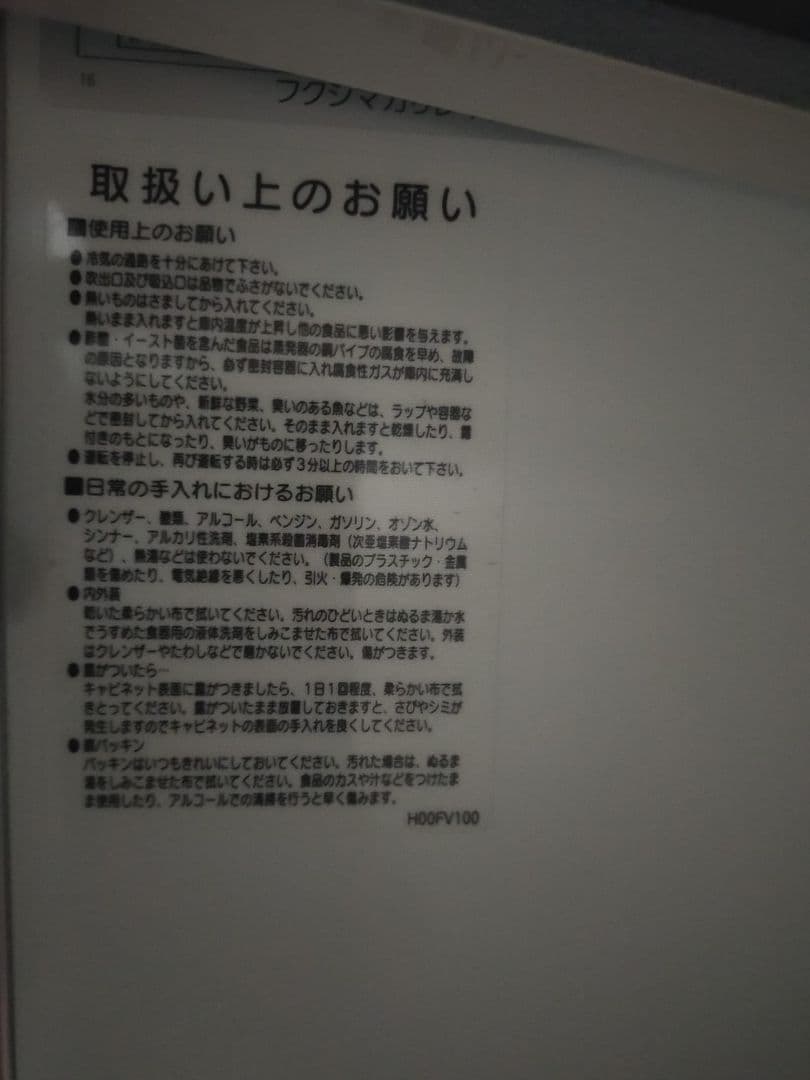 16
フクシマガリレイ
取扱い上のお願い
■使用上のお願い
●冷気の通路を十分にあけて下さい。
●吹出口及び吸込口は品物でふさがないでください。
●熱いものはさましてから入れてください。
熱いまま入れますと庫内温度が上昇し他の食品に悪い影響を与えます。
●酢酸・イースト菌を含んだ食品は蒸発器の銅パイプの腐食を早め、故障
の原因となりますから、必ず密封容器に入れ腐食性ガスが庫内に充満し
ないようにしてください。
水分の多いものや、新鮮な野菜、臭いのある魚などは、ラップや容器な
どで密封してから入れてください。そのまま入れますと乾燥したり、霜
付きのもとになったり、臭いがものに移ったりします。
●運転を停止し、再び運転する時は必ず3分以上の時間をおいて下さい。
■日常の手入れにおけるお願い
●クレンザー、酸類、アルコール、ベンジン、ガソリン、オゾン水、
シンナー、アルカリ性洗剤、塩素系殺菌消毒剤（次亜塩素酸ナトリウム
など）、熱湯などは使わないでください。（製品のプラスチック・金属
類を傷めたり、電気絶縁を悪くしたり、引火・爆発の危険があります）
●内外装
乾いた柔らかい布で拭いてください。汚れのひどいときはぬるま湯か水
でうすめた食器用の液体洗剤をしみこませた布で拭いてください。外装
はクレンザーやたわしなどで磨かないでください。傷がつきます。
●露がついたら…
キャビネット表面に露がつきましたら、1日1回程度、柔らかい布で拭
きとってください。露がついたまま放置しておきますと、さびやシミが
発生しますのでキャビネットの表面の手入れを良くしてください。
●扉パッキン
パッキンはいつもきれいにしておいてください。汚れた場合は、ぬるま
湯をしみこませた布で拭いてください。食品のカスや汁などをつけたま
ま使用したり、アルコールでの清掃を行うと早く傷みます。
H00FV100